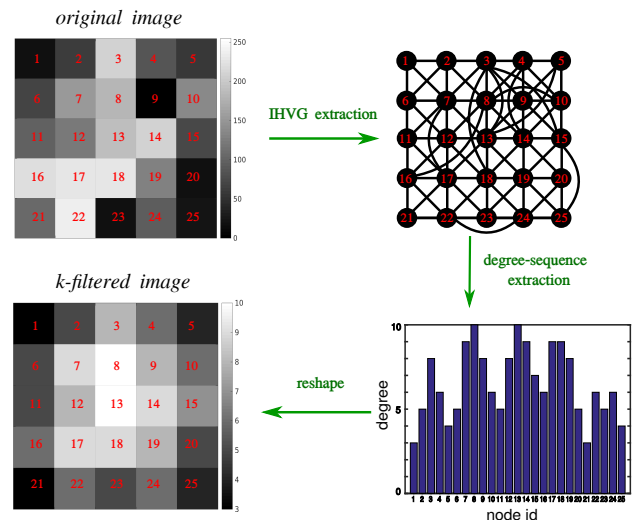 original image
1 2 3 4 5
6 7 8 9 10
11 12 13 14 15
16 17 18 19 20
21 22 23 24 25
250
200
150
100
50
0
IHVG extraction
1 2 3 4 5
6 7 8 9 10
11 12 13 14 15
16 17 18 19 20
21 22 23 24 25
degree-sequence
extraction
k-filtered image
1 2 3 4 5
6 7 8 9 10
11 12 13 14 15
16 17 18 19 20
21 22 23 24 25
10
9
8
7
6
5
4
3
reshape
degree
10
5
0
1 2 3 4 5 6 7 8 9 10 11 12 13 14 15 16 17 18 19 20 21 22 23 24 25
node id